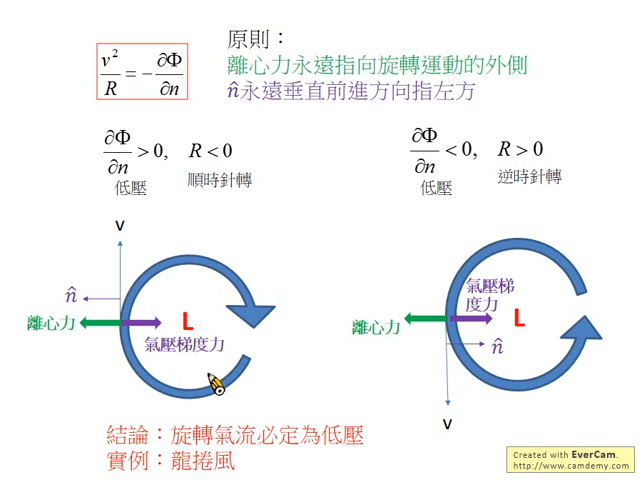 原則：
v²/R = −∂Φ/∂n
離心力永遠指向旋轉運動的外側
n̂永遠垂直前進方向指左方
∂Φ/∂n > 0, R < 0
低壓 順時針轉
∂Φ/∂n < 0, R > 0
低壓 逆時針轉
v
n̂
離心力
L
氣壓梯度力
氣壓梯
度力
離心力
L
n̂
v
結論：旋轉氣流必定為低壓
實例：龍捲風
Created with EverCam.
http://www.camdemy.com